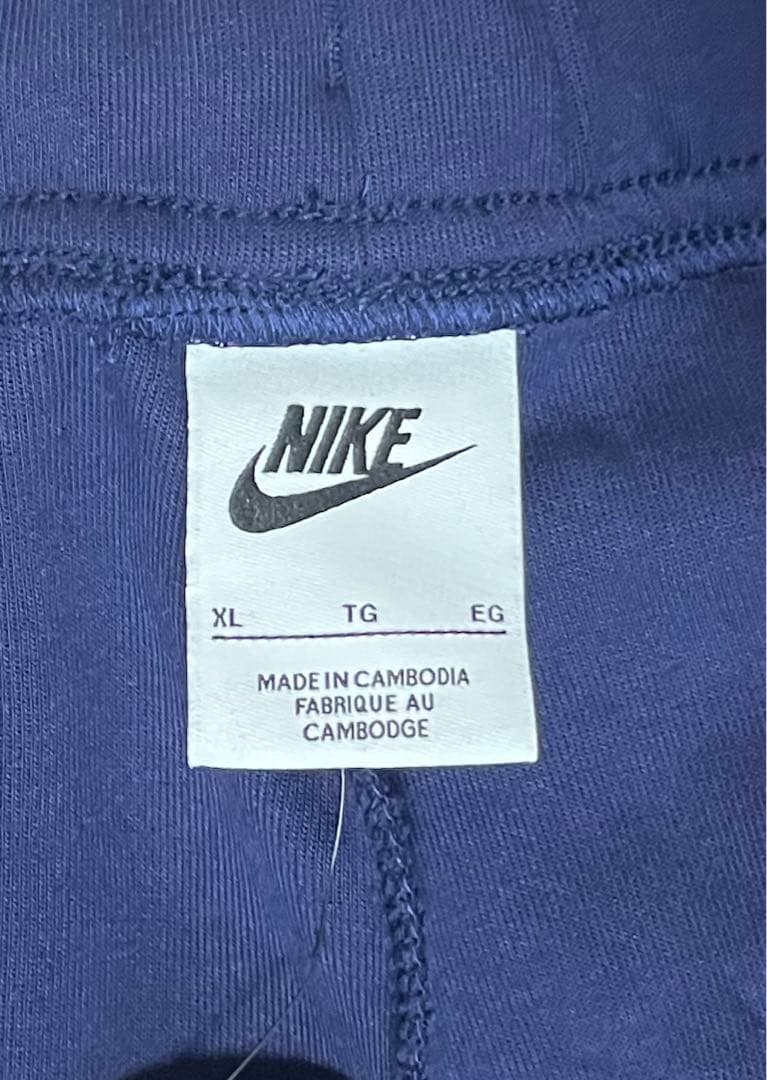 NIKE
XL TG EG
MADE IN CAMBODIA
FABRIQUE AU
CAMBODGE